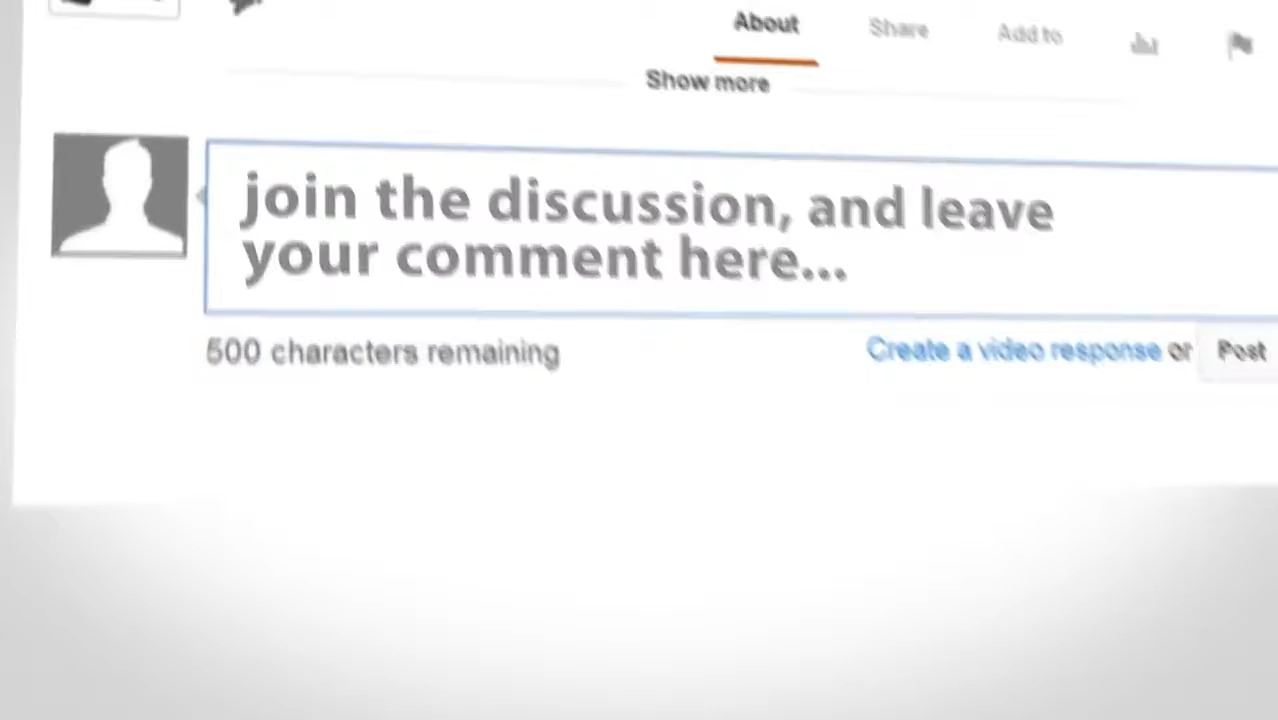 About Share Add to
Show more
join the discussion, and leave
your comment here...
500 characters remaining
Create a video response or Post